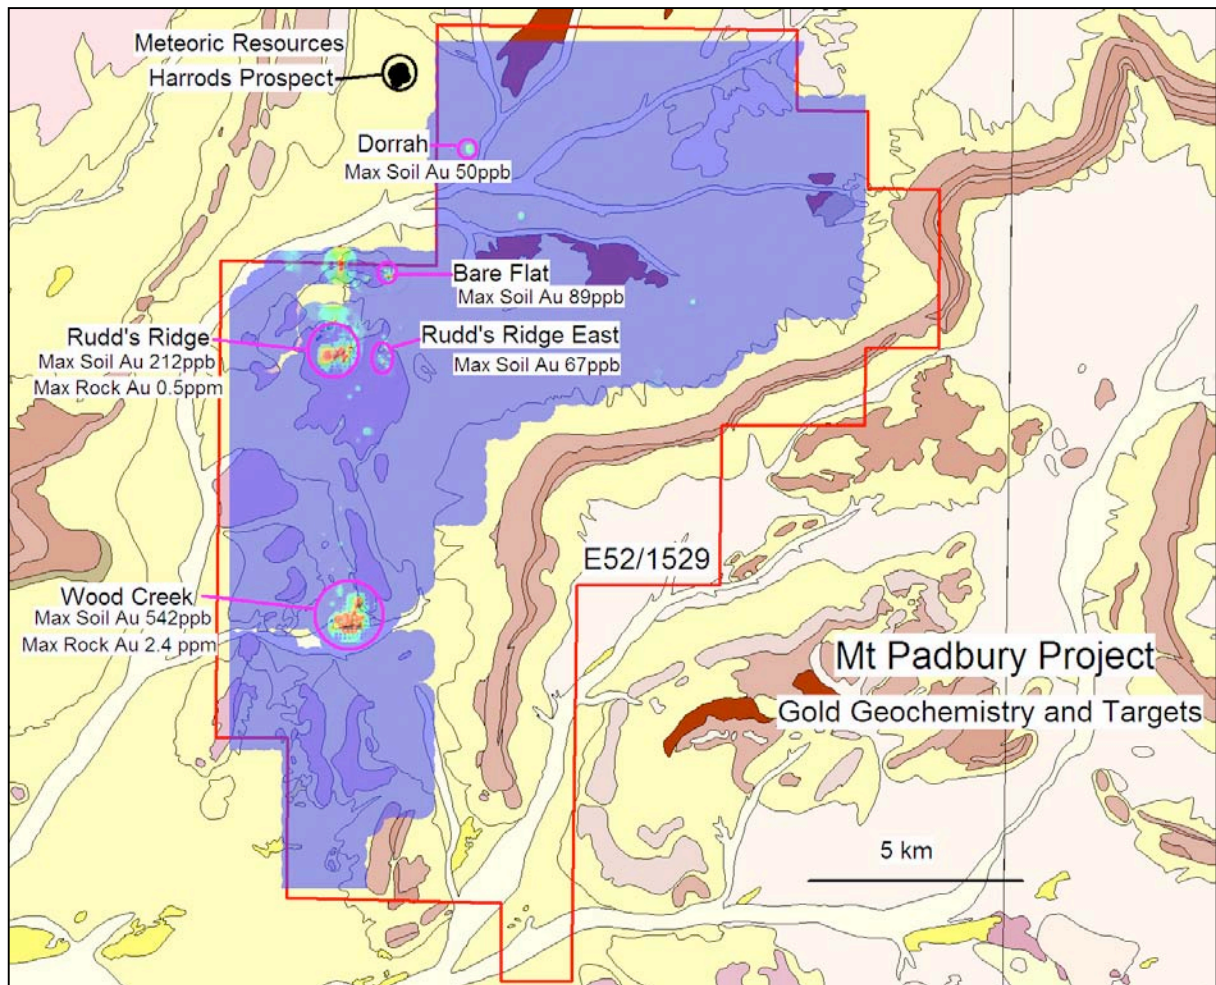 Meteoric Resources
Harrods Prospect
Dorrah
Max Soil Au 50ppb
Bare Flat
Max Soil Au 89ppb
Rudd's Ridge
Max Soil Au 212ppb
Max Rock Au 0.5ppm
Rudd's Ridge East
Max Soil Au 67ppb
E52/1529
Wood Creek
Max Soil Au 542ppb
Max Rock Au 2.4 ppm
Mt Padbury Project
Gold Geochemistry and Targets
5 km